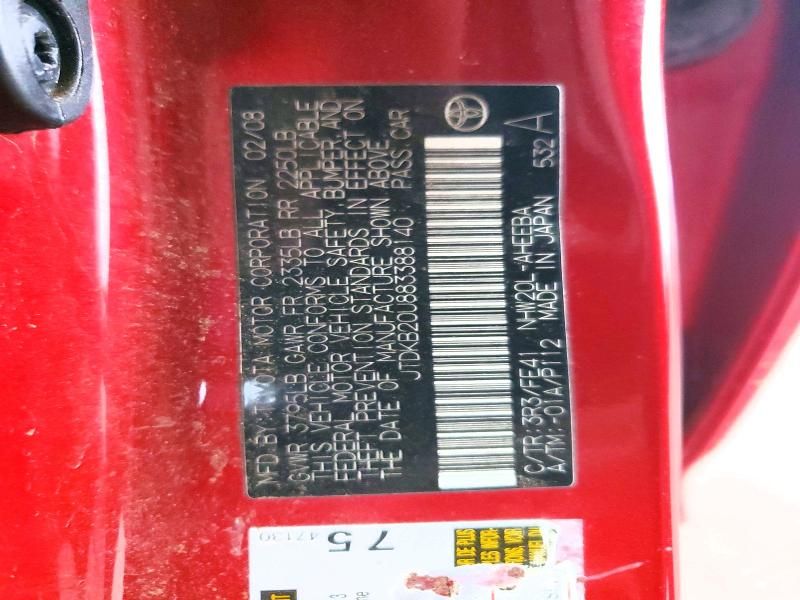 MFD BY: TOYOTA MOTOR CORPORATION 02/08
GVWR 3795LB GAWR FR 2335LB RR 2250LB
THIS VEHICLE CONFORMS TO ALL APPLICABLE
FEDERAL MOTOR VEHICLE SAFETY, BUMPER, AND
THEFT PREVENTION STANDARDS IN EFFECT ON
THE DATE OF MANUFACTURE SHOWN ABOVE.
JTDKB20U883388140 PASS CAR
C/TR:3R3/FE41 NHW20L-AHEEBA
A/TM:-01A/P112 MADE IN JAPAN 532 A
75
47130